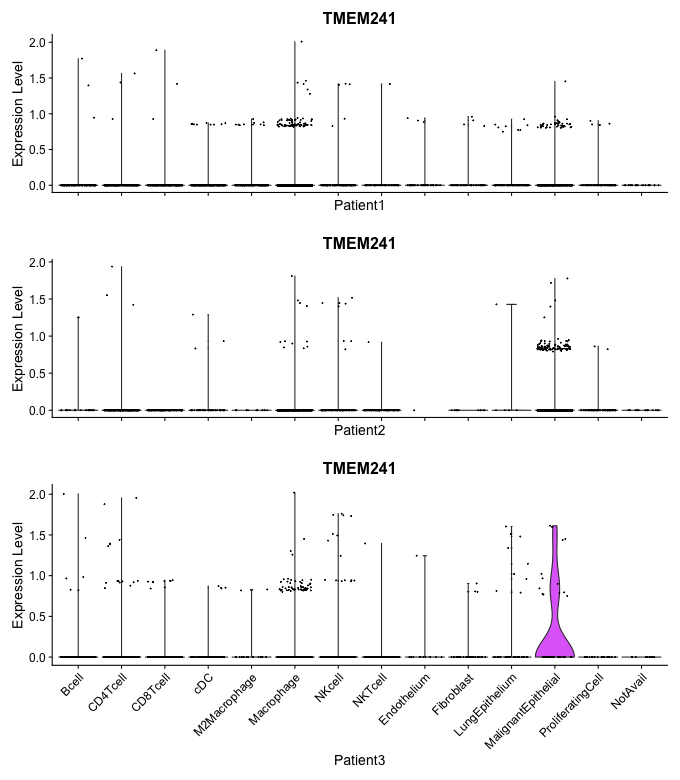 TMEM241
Expression Level
2.0
1.5
1.0
0.5
0.0
Patient1
TMEM241
Expression Level
2.0
1.5
1.0
0.5
0.0
Patient2
TMEM241
Expression Level
2.0
1.5
1.0
0.5
0.0
Bcell
CD4Tcell
CD8Tcell
cDC
M2Macrophage
Macrophage
NKcell
NKTcell
Endothelium
Fibroblast
LungEpithelium
MalignantEpithelial
ProliferatingCell
NotAvail
Patient3